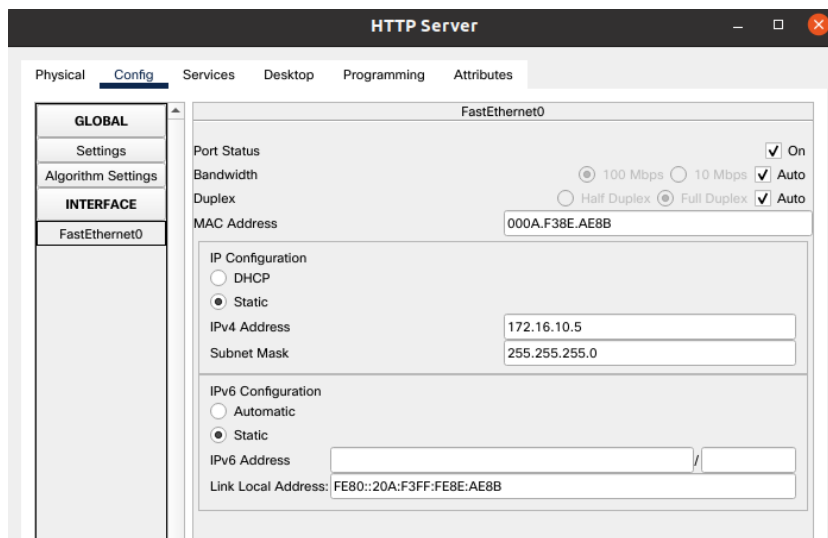 HTTP Server
Physical Config Services Desktop Programming Attributes
GLOBAL
Settings
Algorithm Settings
INTERFACE
FastEthernet0
FastEthernet0
Port Status On
Bandwidth 100 Mbps 10 Mbps Auto
Duplex Half Duplex Full Duplex Auto
MAC Address 000A.F38E.AE8B
IP Configuration
DHCP
Static
IPv4 Address 172.16.10.5
Subnet Mask 255.255.255.0
IPv6 Configuration
Automatic
Static
IPv6 Address /
Link Local Address: FE80::20A:F3FF:FE8E:AE8B